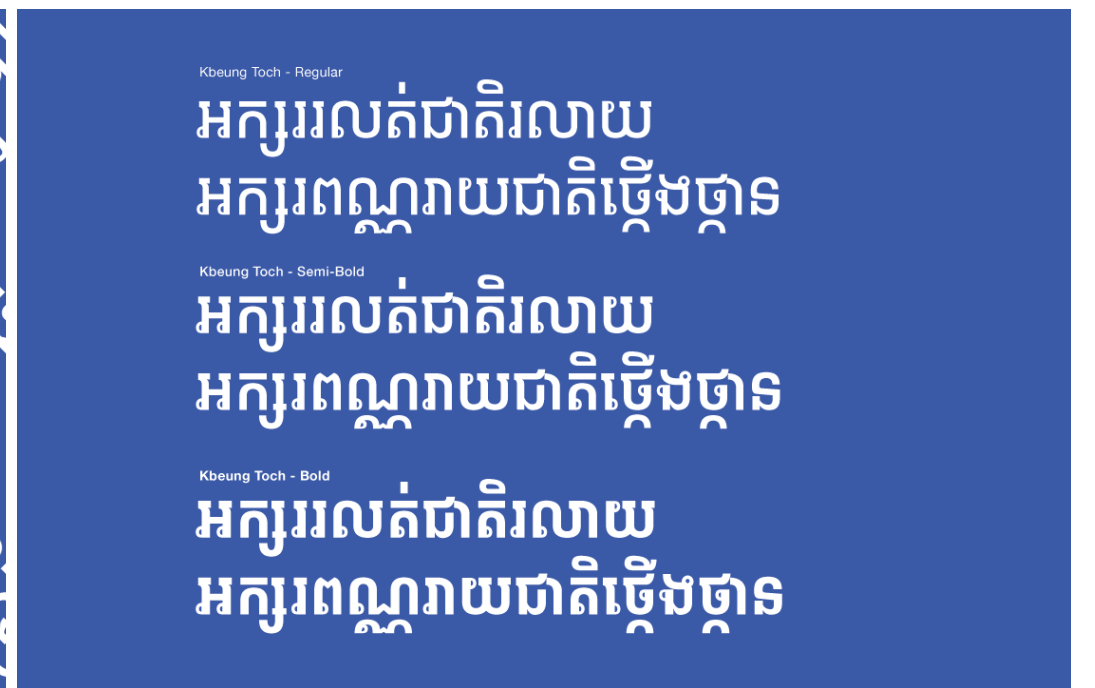 Kbeung Toch - Regular
អក្សររលត់ជាតិរលាយ
អក្សរពណ្ណរាយជាតិថ្កើងថ្កាន
Kbeung Toch - Semi-Bold
អក្សររលត់ជាតិរលាយ
អក្សរពណ្ណរាយជាតិថ្កើងថ្កាន
Kbeung Toch - Bold
អក្សររលត់ជាតិរលាយ
អក្សរពណ្ណរាយជាតិថ្កើងថ្កាន